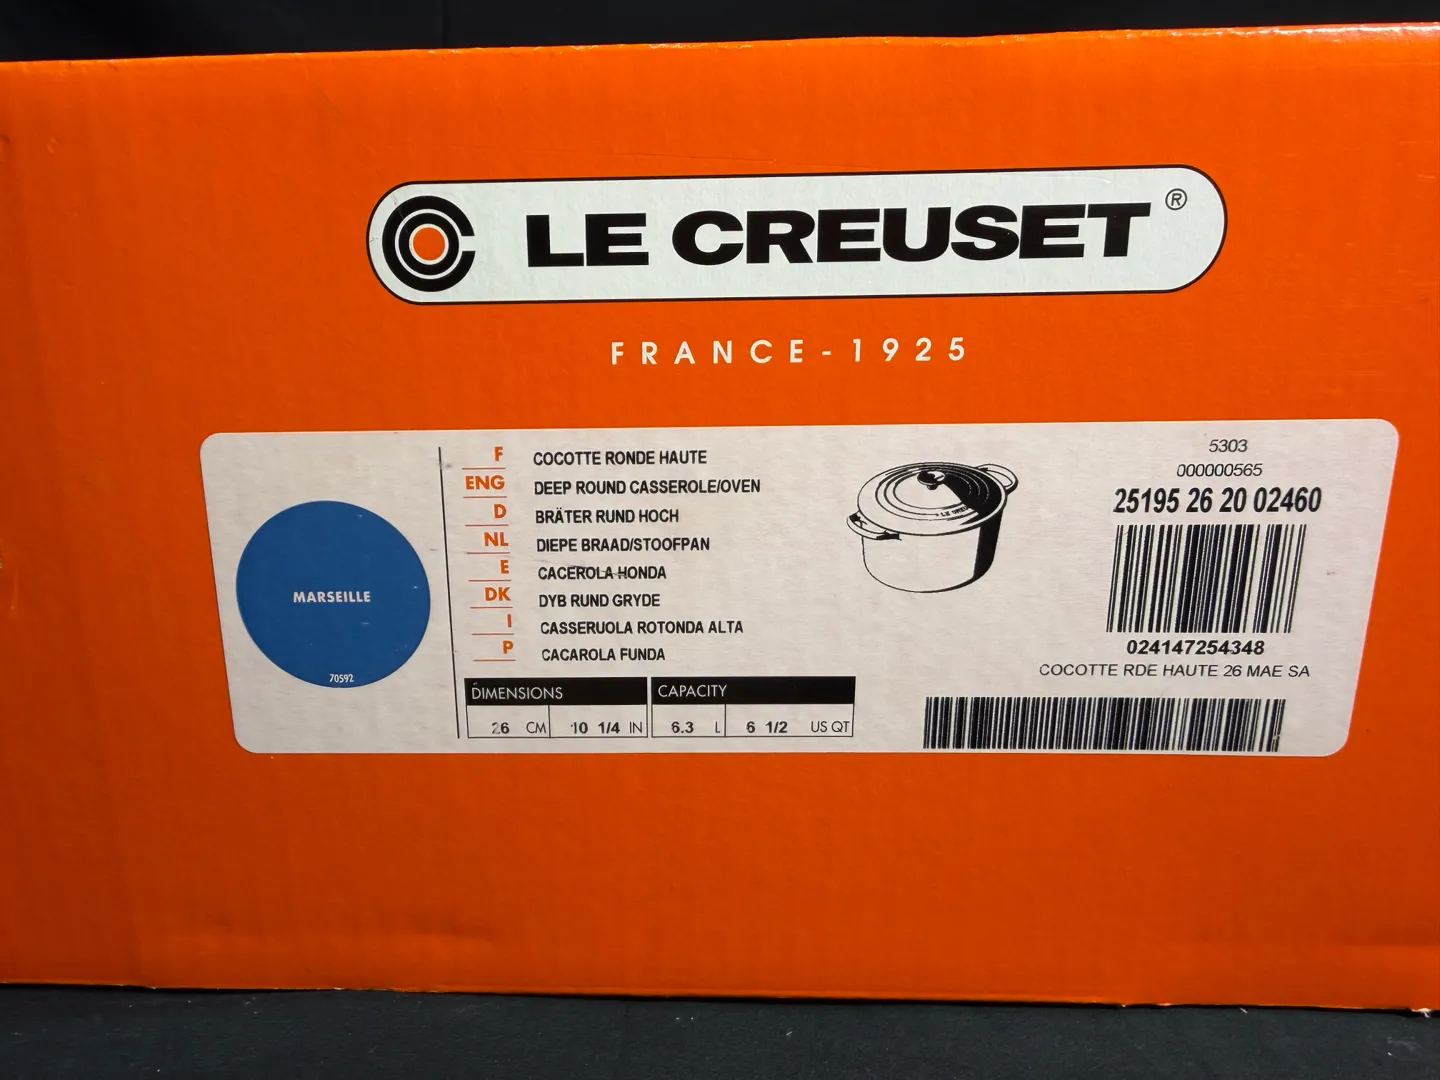 LE CREUSET ®
FRANCE-1925
MARSEILLE
70592
F COCOTTE RONDE HAUTE
ENG DEEP ROUND CASSEROLE/OVEN
D BRÄTER RUND HOCH
NL DIEPE BRAAD/STOOFPAN
E CACEROLA HONDA
DK DYB RUND GRYDE
I CASSERUOLA ROTONDA ALTA
P CACAROLA FUNDA
DIMENSIONS CAPACITY
26 CM 10 1/4 IN 6.3 L 6 1/2 US QT
LE CREUSET
5303
000000565
25195 26 20 02460
024147254348
COCOTTE RDE HAUTE 26 MAE SA